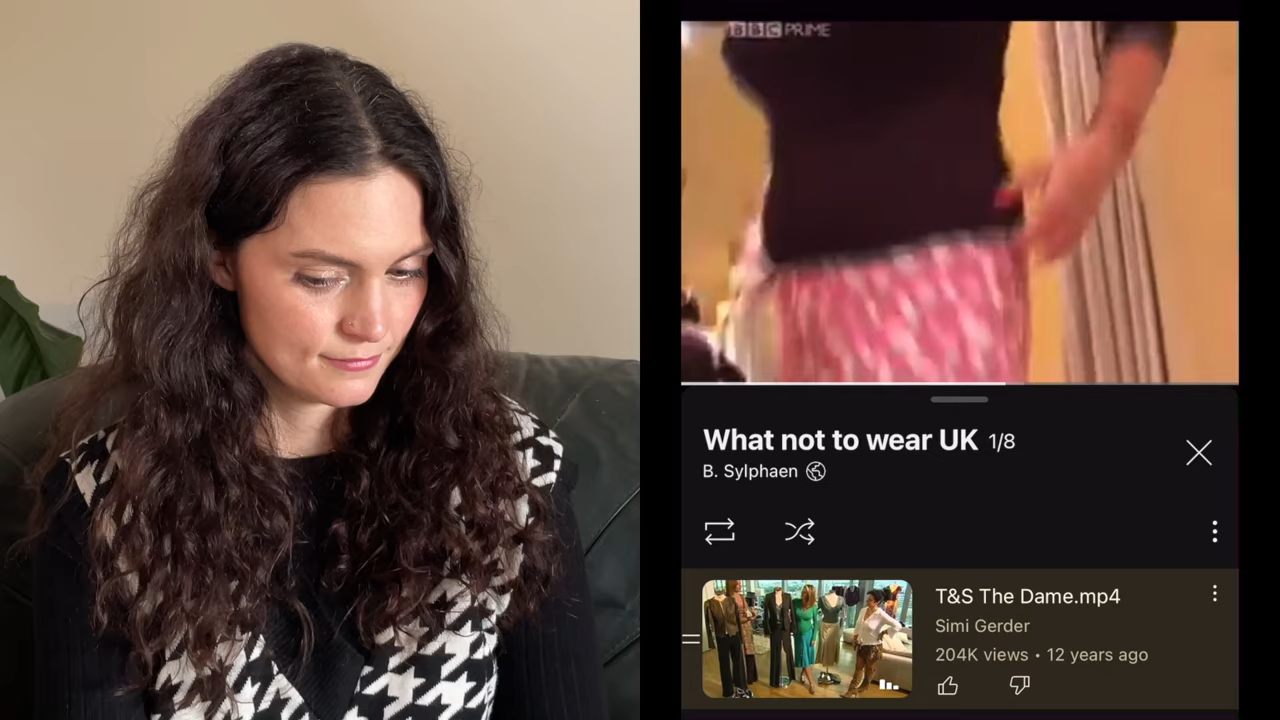 BBC PRIME
What not to wear UK 1/8
B. Sylphaen
T&S The Dame.mp4
Simi Gerder
204K views • 12 years ago